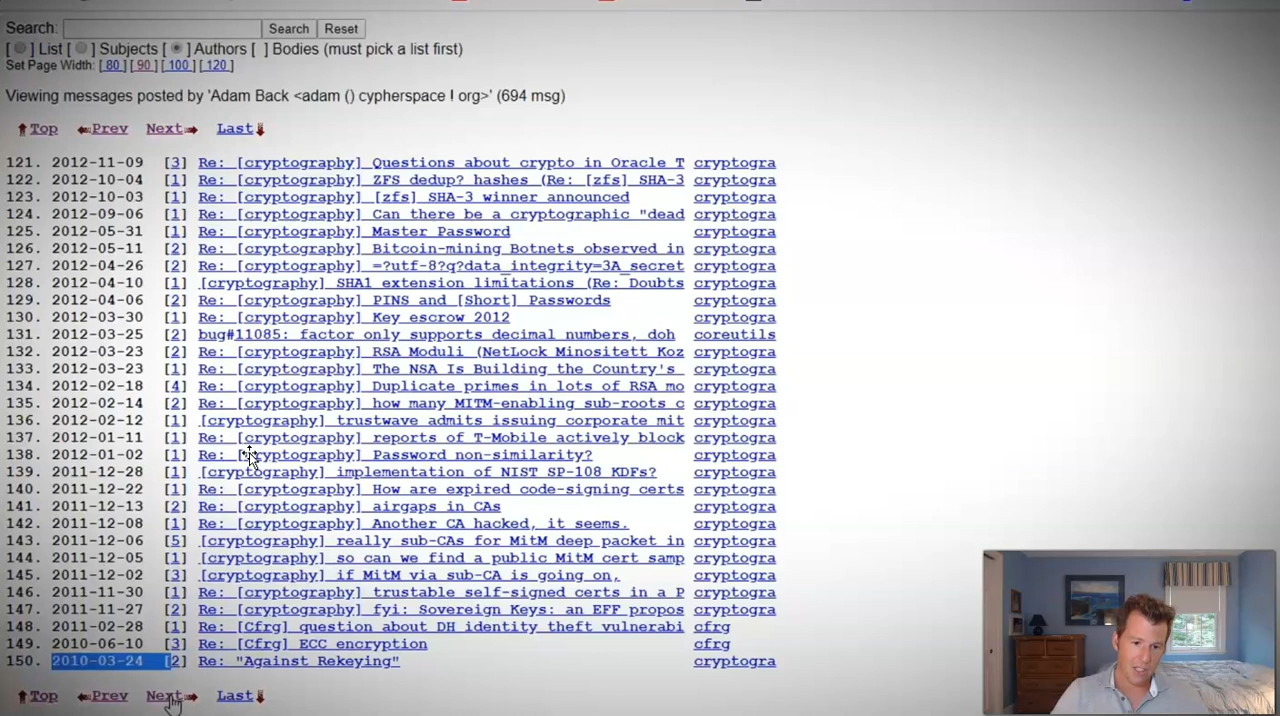 Search: Search Reset
[ ] List [ ] Subjects [ ] Authors [ ] Bodies (must pick a list first)
Set Page Width: [ 80 ] [ 90 ] [ 100 ] [ 120 ]
Viewing messages posted by 'Adam Back <adam () cypherspace ! org>' (694 msg)
Top Prev Next Last
121. 2012-11-09 [3] Re: [cryptography] Questions about crypto in Oracle T cryptogra
122. 2012-10-04 [1] Re: [cryptography] ZFS dedup? hashes (Re: [zfs] SHA-3 cryptogra
123. 2012-10-03 [1] Re: [cryptography] [zfs] SHA-3 winner announced cryptogra
124. 2012-09-06 [1] Re: [cryptography] Can there be a cryptographic "dead cryptogra
125. 2012-05-31 [1] Re: [cryptography] Master Password cryptogra
126. 2012-05-11 [2] Re: [cryptography] Bitcoin-mining Botnets observed in cryptogra
127. 2012-04-26 [2] Re: [cryptography] =?utf-8?q?data_integrity=3A_secret cryptogra
128. 2012-04-10 [1] [cryptography] SHA1 extension limitations (Re: Doubts cryptogra
129. 2012-04-06 [2] Re: [cryptography] PINS and [Short] Passwords cryptogra
130. 2012-03-30 [1] Re: [cryptography] Key escrow 2012 cryptogra
131. 2012-03-25 [2] bug#11085: factor only supports decimal numbers, doh coreutils
132. 2012-03-23 [2] Re: [cryptography] RSA Moduli (NetLock Minositett Koz cryptogra
133. 2012-03-23 [1] Re: [cryptography] The NSA Is Building the Country's cryptogra
134. 2012-02-18 [4] Re: [cryptography] Duplicate primes in lots of RSA mo cryptogra
135. 2012-02-14 [2] Re: [cryptography] how many MITM-enabling sub-roots c cryptogra
136. 2012-02-12 [1] [cryptography] trustwave admits issuing corporate mit cryptogra
137. 2012-01-11 [1] Re: [cryptography] reports of T-Mobile actively block cryptogra
138. 2012-01-02 [1] Re: [cryptography] Password non-similarity? cryptogra
139. 2011-12-28 [1] [cryptography] implementation of NIST SP-108 KDFs? cryptogra
140. 2011-12-22 [1] Re: [cryptography] How are expired code-signing certs cryptogra
141. 2011-12-13 [2] Re: [cryptography] airgaps in CAs cryptogra
142. 2011-12-08 [1] Re: [cryptography] Another CA hacked, it seems. cryptogra
143. 2011-12-06 [5] [cryptography] really sub-CAs for MitM deep packet in cryptogra
144. 2011-12-05 [1] [cryptography] so can we find a public MitM cert samp cryptogra
145. 2011-12-02 [3] [cryptography] if MitM via sub-CA is going on, cryptogra
146. 2011-11-30 [1] Re: [cryptography] trustable self-signed certs in a P cryptogra
147. 2011-11-27 [2] Re: [cryptography] fyi: Sovereign Keys: an EFF propos cryptogra
148. 2011-02-28 [1] Re: [Cfrg] question about DH identity theft vulnerabi cfrg
149. 2010-06-10 [3] Re: [Cfrg] ECC encryption cfrg
150. 2010-03-24 [2] Re: "Against Rekeying" cryptogra
Top Prev Next Last